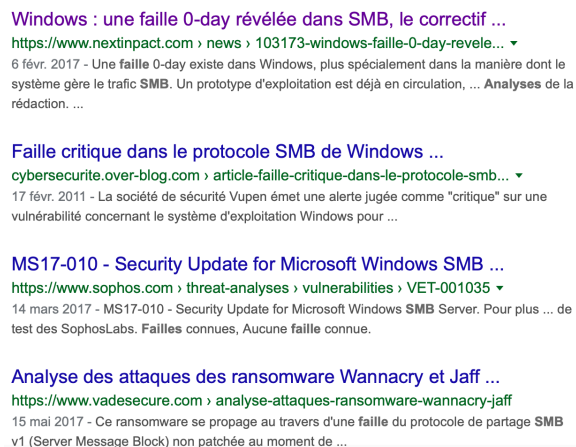 Windows : une faille 0-day révélée dans SMB, le correctif ...
https://www.nextinpact.com › news › 103173-windows-faille-0-day-revele...
6 févr. 2017 - Une faille 0-day existe dans Windows, plus spécialement dans la manière dont le
système gère le trafic SMB. Un prototype d'exploitation est déjà en circulation, ... Analyses de la
rédaction. ...
Faille critique dans le protocole SMB de Windows ...
cybersecurite.over-blog.com › article-faille-critique-dans-le-protocole-smb...
17 févr. 2011 - La société de sécurité Vupen émet une alerte jugée comme "critique" sur une
vulnérabilité concernant le système d'exploitation Windows pour ...
MS17-010 - Security Update for Microsoft Windows SMB ...
https://www.sophos.com › threat-analyses › vulnerabilities › VET-001035
14 mars 2017 - MS17-010 - Security Update for Microsoft Windows SMB Server. Pour plus ... de
test des SophosLabs. Failles connues, Aucune faille connue.
Analyse des attaques des ransomware Wannacry et Jaff ...
https://www.vadesecure.com › analyse-attaques-ransomware-wannacry-jaff
15 mai 2017 - Ce ransomware se propage au travers d'une faille du protocole de partage SMB
v1 (Server Message Block) non patchée au moment de ...